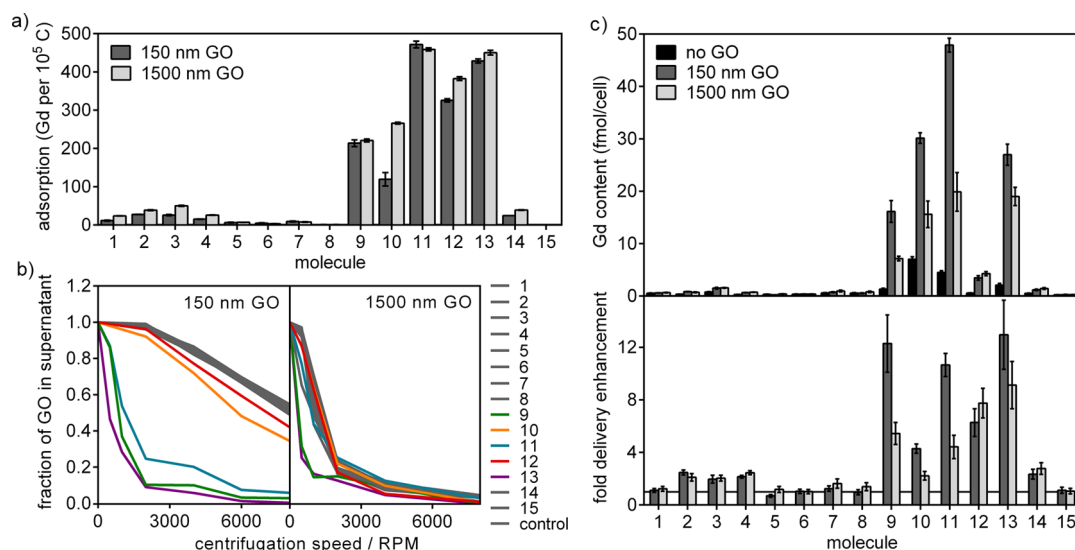 a)
adsorption (Gd per 10⁵ C)
500
400
300
200
100
0
150 nm GO
1500 nm GO
1 2 3 4 5 6 7 8 9 10 11 12 13 14 15
molecule
b)
fraction of GO in supernatant
1.2
1.0
0.8
0.6
0.4
0.2
0.0
150 nm GO
1500 nm GO
0 3000 6000 0 3000 6000
centrifugation speed / RPM
1
2
3
4
5
6
7
8
9
10
11
12
13
14
15
control
c)
Gd content (fmol/cell)
50
40
30
20
10
0
no GO
150 nm GO
1500 nm GO
fold delivery enhancement
12
8
4
0
1 2 3 4 5 6 7 8 9 10 11 12 13 14 15
molecule